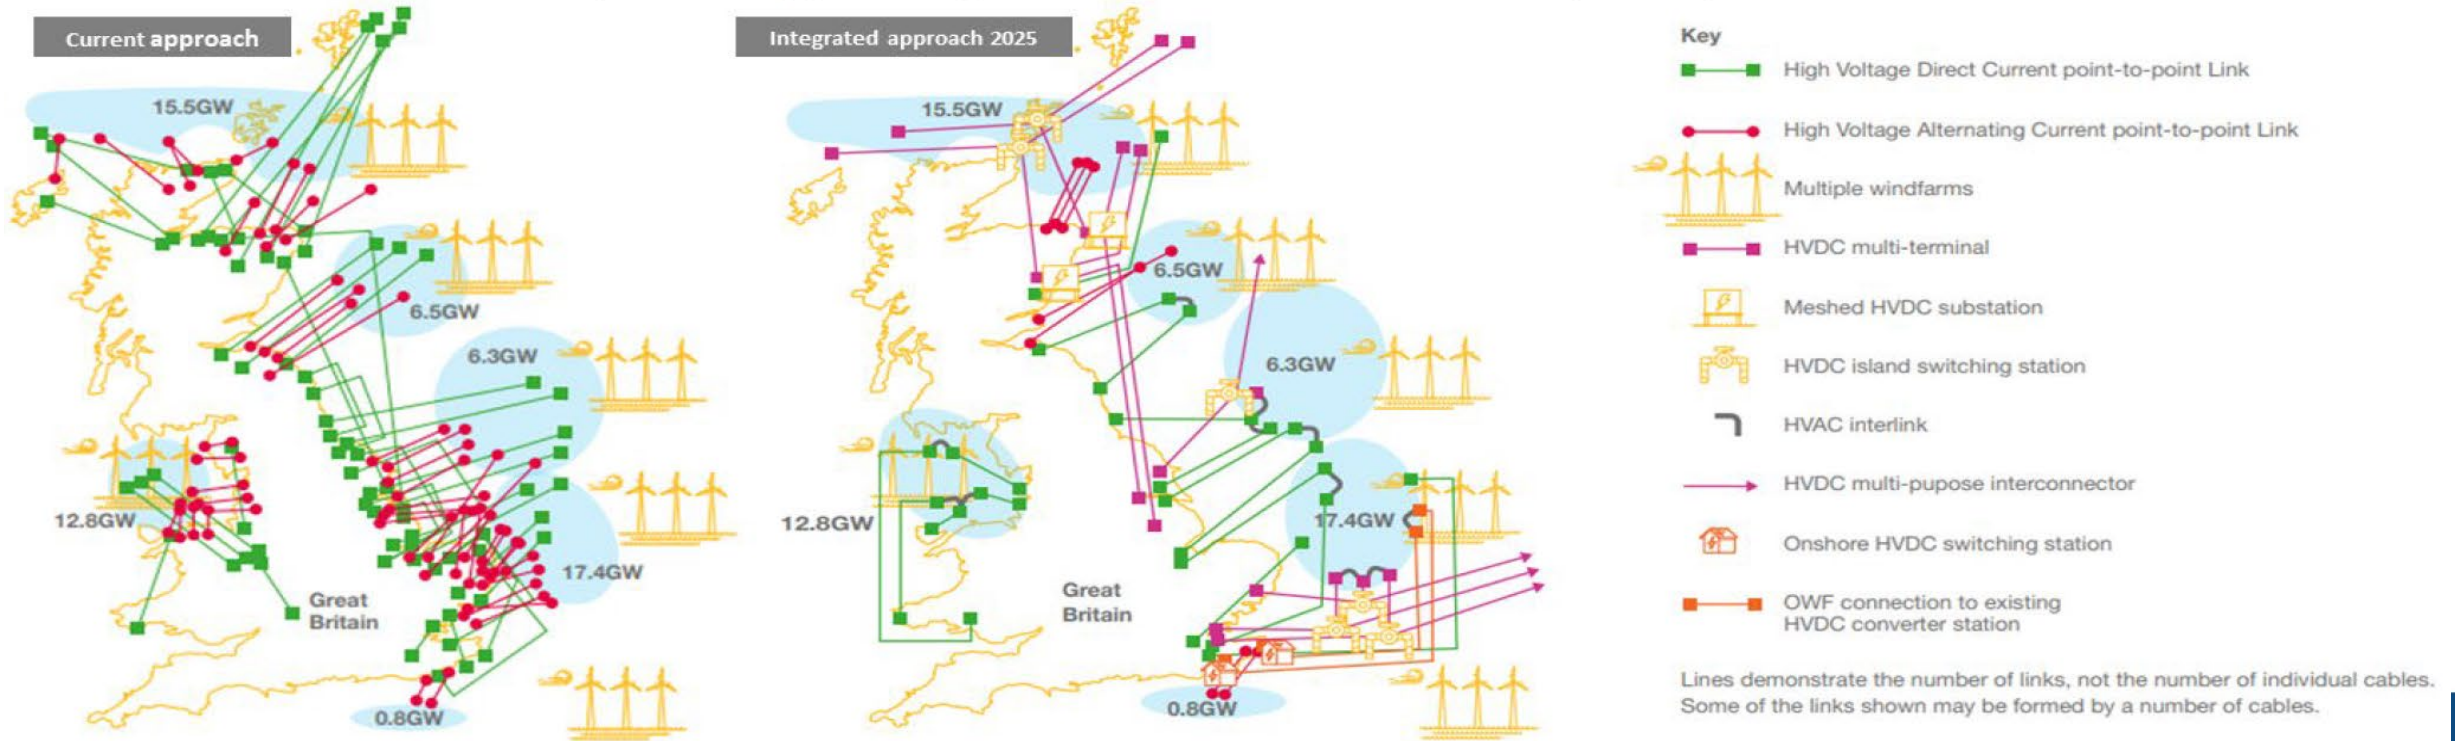 Current approach
15.5GW
6.5GW
6.3GW
12.8GW
17.4GW
Great
Britain
0.8GW
Integrated approach 2025
15.5GW
6.5GW
6.3GW
12.8GW
17.4GW
Great
Britain
0.8GW
Key
High Voltage Direct Current point-to-point Link
High Voltage Alternating Current point-to-point Link
Multiple windfarms
HVDC multi-terminal
Meshed HVDC substation
HVDC island switching station
HVAC interlink
HVDC multi-pupose interconnector
Onshore HVDC switching station
OWF connection to existing
HVDC converter station
Lines demonstrate the number of links, not the number of individual cables.
Some of the links shown may be formed by a number of cables.